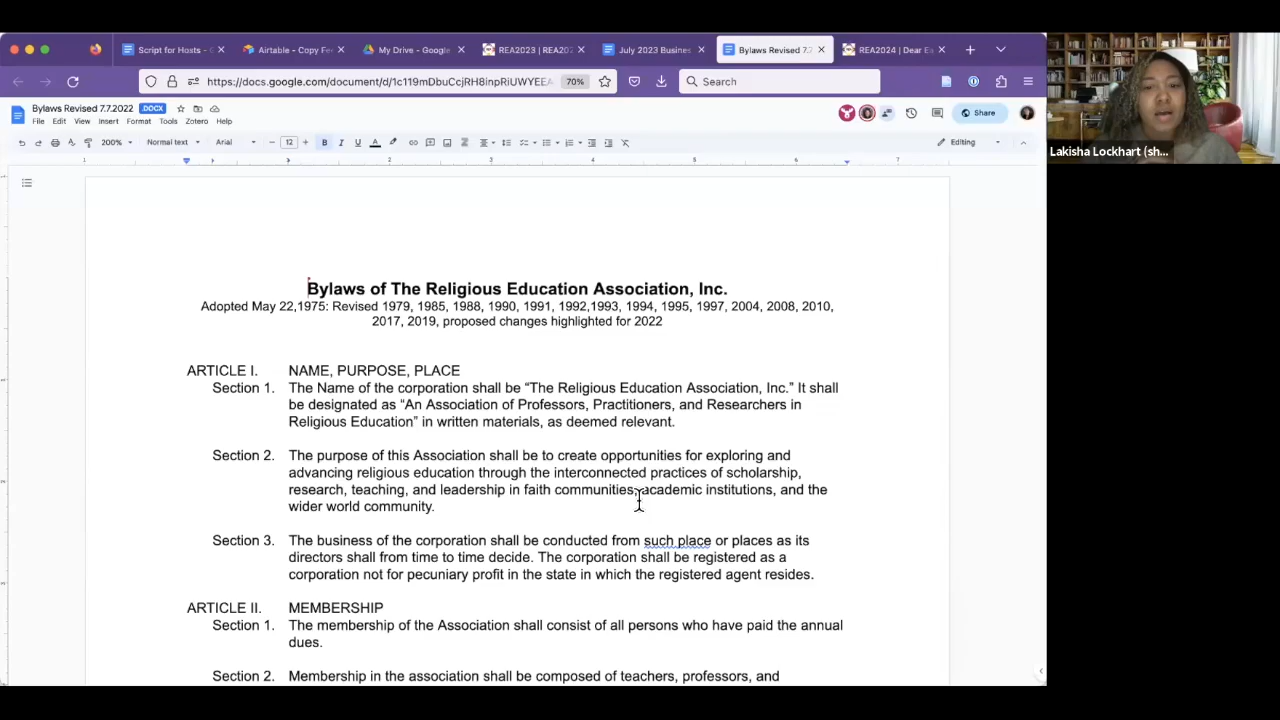 Script for Hosts - G
Airtable - Copy Fe
My Drive - Google
REA2023 | REA20
July 2023 Busines
Bylaws Revised 7.7
REA2024 | Dear Ea
https://docs.google.com/document/d/1c119mDbuCcjRH8inpRiUWYEEA
70%
Search
Bylaws Revised 7.7.2022 .DOCX
File Edit View Insert Format Tools Zotero Help
Share
200% Normal text Arial 12 B I U A Editing
1 1 2 3 4 5 6 7
Lakisha Lockhart (sh...
Bylaws of The Religious Education Association, Inc.
Adopted May 22,1975: Revised 1979, 1985, 1988, 1990, 1991, 1992,1993, 1994, 1995, 1997, 2004, 2008, 2010,
2017, 2019, proposed changes highlighted for 2022
ARTICLE I. NAME, PURPOSE, PLACE
Section 1. The Name of the corporation shall be “The Religious Education Association, Inc.” It shall
be designated as “An Association of Professors, Practitioners, and Researchers in
Religious Education” in written materials, as deemed relevant.
Section 2. The purpose of this Association shall be to create opportunities for exploring and
advancing religious education through the interconnected practices of scholarship,
research, teaching, and leadership in faith communities, academic institutions, and the
wider world community.
Section 3. The business of the corporation shall be conducted from such place or places as its
directors shall from time to time decide. The corporation shall be registered as a
corporation not for pecuniary profit in the state in which the registered agent resides.
ARTICLE II. MEMBERSHIP
Section 1. The membership of the Association shall consist of all persons who have paid the annual
dues.
Section 2. Membership in the association shall be composed of teachers, professors, and